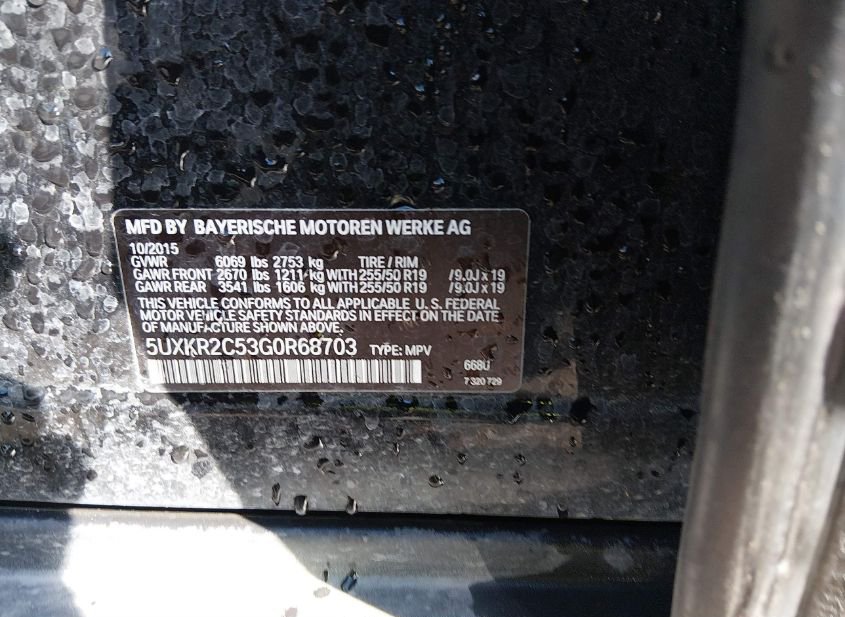 MFD BY BAYERISCHE MOTOREN WERKE AG
10/2015
GVWR 6069 lbs 2753 kg TIRE / RIM
GAWR FRONT 2670 lbs 1211 kg WITH 255/50 R19 /9.0J x 19
GAWR REAR 3541 lbs 1606 kg WITH 255/50 R19 /9.0J x 19
THIS VEHICLE CONFORMS TO ALL APPLICABLE U.S. FEDERAL
MOTOR VEHICLE SAFETY STANDARDS IN EFFECT ON THE DATE
OF MANUFACTURE SHOWN ABOVE.
5UXKR2C53G0R68703 TYPE: MPV
668U
7 320 729